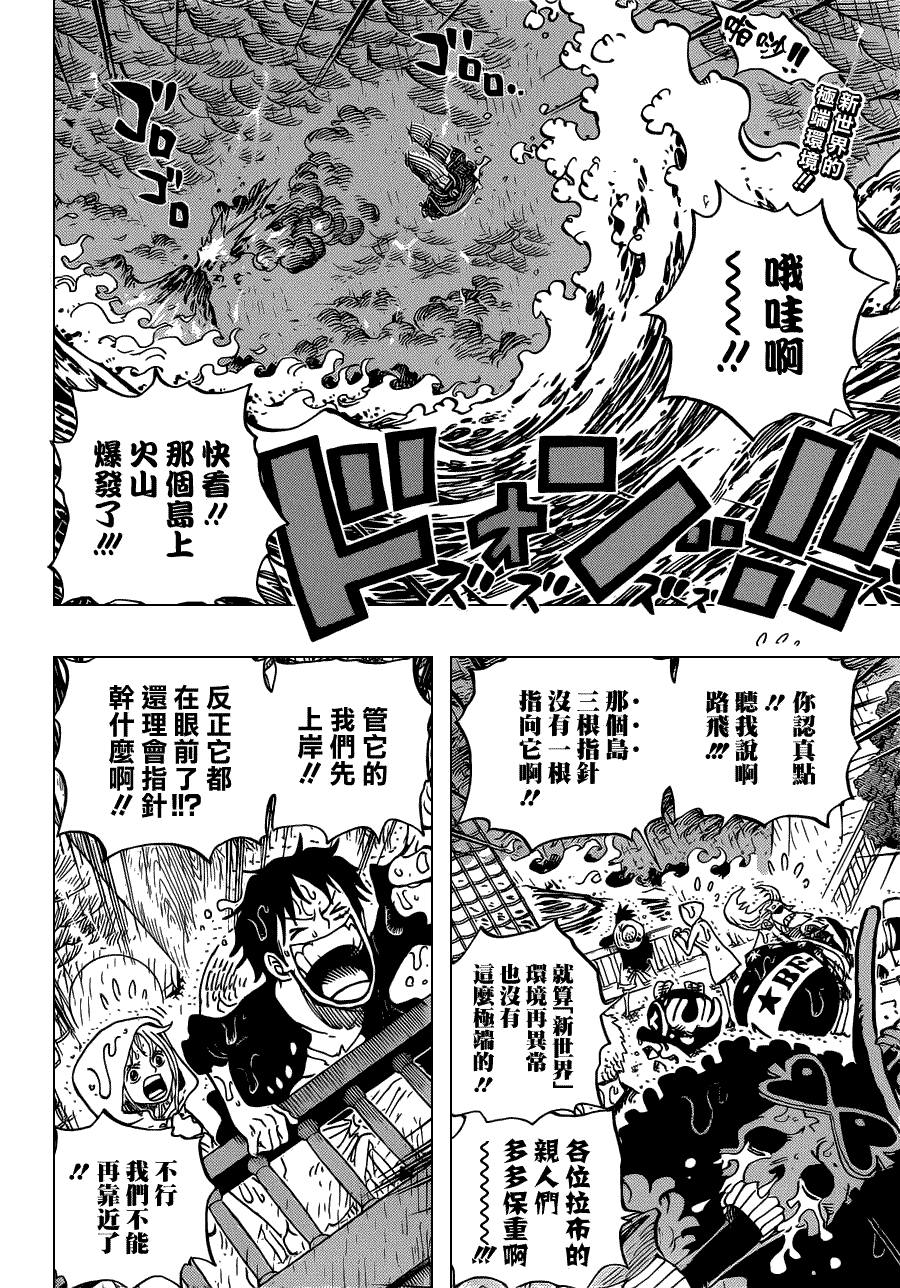 啥吵!!
新世界的
極端環境!!
哦哇啊
~~~!!
ゴロゴロ..
ゴロゴロ
快看!!
那個島上
火山
爆發了!!!
ドォン!!!
ズズズズズ
你認真點
!!
聽我說啊
路飛!!!
那個島
三根指針
沒有一根
指向它啊!!
就算「新世界」
環境再異常
也沒有
這麼極端的!!
★BF
各位拉布的
親人們
多多保重啊
~~~!!!
管它的
我們先
上岸!!
反正它都
在眼前了!!?
還理會指針
幹什麼啊!!
不行
我們不能
再靠近了
!!